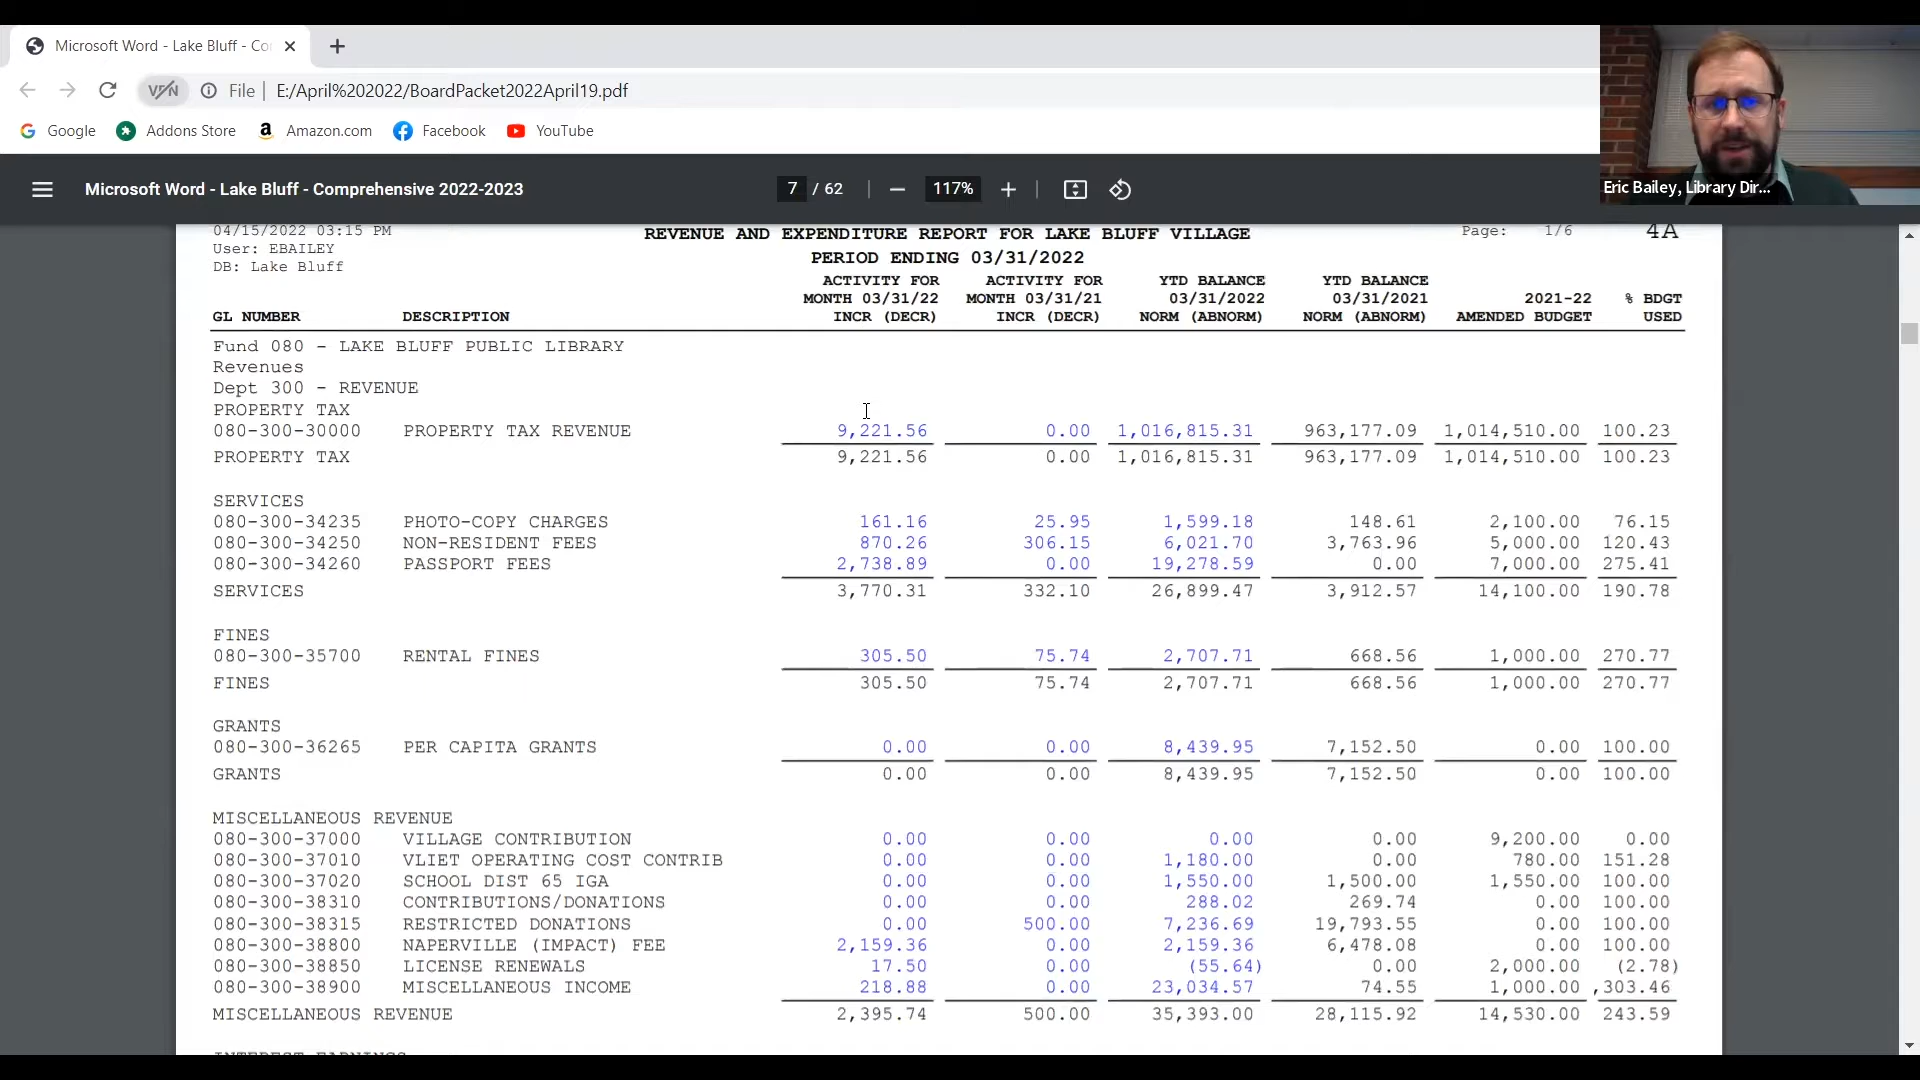 Microsoft Word - Lake Bluff - Co
VPN File E:/April%202022/BoardPacket2022April19.pdf
Google Addons Store Amazon.com Facebook YouTube
Eric Bailey, Library Dir...
Microsoft Word - Lake Bluff - Comprehensive 2022-2023 7 / 62 117%
04/15/2022 03:15 PM REVENUE AND EXPENDITURE REPORT FOR LAKE BLUFF VILLAGE Page: 1/6 4A
User: EBAILEY
DB: Lake Bluff PERIOD ENDING 03/31/2022
ACTIVITY FOR ACTIVITY FOR YTD BALANCE YTD BALANCE
MONTH 03/31/22 MONTH 03/31/21 03/31/2022 03/31/2021 2021-22 % BDGT
GL NUMBER DESCRIPTION INCR (DECR) INCR (DECR) NORM (ABNORM) NORM (ABNORM) AMENDED BUDGET USED
Fund 080 - LAKE BLUFF PUBLIC LIBRARY
Revenues
Dept 300 - REVENUE
PROPERTY TAX
080-300-30000 PROPERTY TAX REVENUE 9,221.56 0.00 1,016,815.31 963,177.09 1,014,510.00 100.23
PROPERTY TAX 9,221.56 0.00 1,016,815.31 963,177.09 1,014,510.00 100.23
SERVICES
080-300-34235 PHOTO-COPY CHARGES 161.16 25.95 1,599.18 148.61 2,100.00 76.15
080-300-34250 NON-RESIDENT FEES 870.26 306.15 6,021.70 3,763.96 5,000.00 120.43
080-300-34260 PASSPORT FEES 2,738.89 0.00 19,278.59 0.00 7,000.00 275.41
SERVICES 3,770.31 332.10 26,899.47 3,912.57 14,100.00 190.78
FINES
080-300-35700 RENTAL FINES 305.50 75.74 2,707.71 668.56 1,000.00 270.77
FINES 305.50 75.74 2,707.71 668.56 1,000.00 270.77
GRANTS
080-300-36265 PER CAPITA GRANTS 0.00 0.00 8,439.95 7,152.50 0.00 100.00
GRANTS 0.00 0.00 8,439.95 7,152.50 0.00 100.00
MISCELLANEOUS REVENUE
080-300-37000 VILLAGE CONTRIBUTION 0.00 0.00 0.00 0.00 9,200.00 0.00
080-300-37010 VLIET OPERATING COST CONTRIB 0.00 0.00 1,180.00 0.00 780.00 151.28
080-300-37020 SCHOOL DIST 65 IGA 0.00 0.00 1,550.00 1,500.00 1,550.00 100.00
080-300-38310 CONTRIBUTIONS/DONATIONS 0.00 0.00 288.02 269.74 0.00 100.00
080-300-38315 RESTRICTED DONATIONS 0.00 500.00 7,236.69 19,793.55 0.00 100.00
080-300-38800 NAPERVILLE (IMPACT) FEE 2,159.36 0.00 2,159.36 6,478.08 0.00 100.00
080-300-38850 LICENSE RENEWALS 17.50 0.00 (55.64) 0.00 2,000.00 (2.78)
080-300-38900 MISCELLANEOUS INCOME 218.88 0.00 23,034.57 74.55 1,000.00 ,303.46
MISCELLANEOUS REVENUE 2,395.74 500.00 35,393.00 28,115.92 14,530.00 243.59
INTEREST EARNINGS